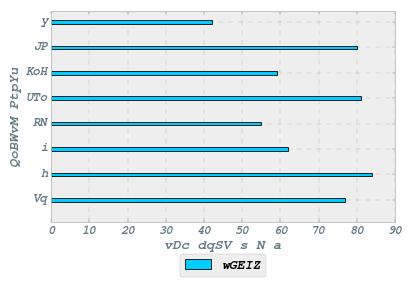 y
JP
KoH
UTo
RN
i
h
Vq
QoBWvM PtpYu
0 10 20 30 40 50 60 70 80 90
vDc dqSV s N a
wGEIZ